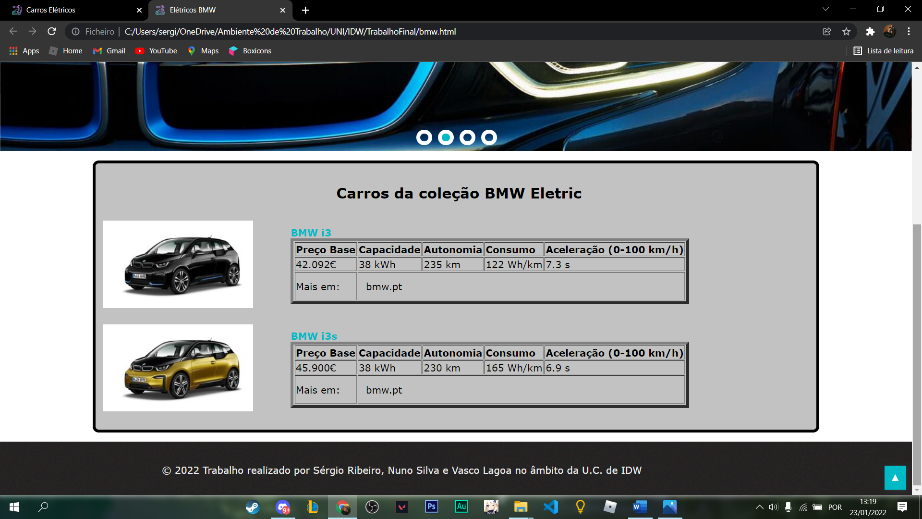 Carros Elétricos
Elétricos BMW
Ficheiro | C:/Users/sergi/OneDrive/Ambiente%20de%20Trabalho/UNI/IDW/TrabalhoFinal/bmw.html
Apps Home Gmail YouTube Maps Boxicons Lista de leitura
Carros da coleção BMW Eletric
BMW i3
Preço Base Capacidade Autonomia Consumo Aceleração (0-100 km/h)
42.092€ 38 kWh 235 km 122 Wh/km 7.3 s
Mais em: bmw.pt
BMW i3s
Preço Base Capacidade Autonomia Consumo Aceleração (0-100 km/h)
45.900€ 38 kWh 230 km 165 Wh/km 6.9 s
Mais em: bmw.pt
© 2022 Trabalho realizado por Sérgio Ribeiro, Nuno Silva e Vasco Lagoa no âmbito da U.C. de IDW
POR
13:19
23/01/2022